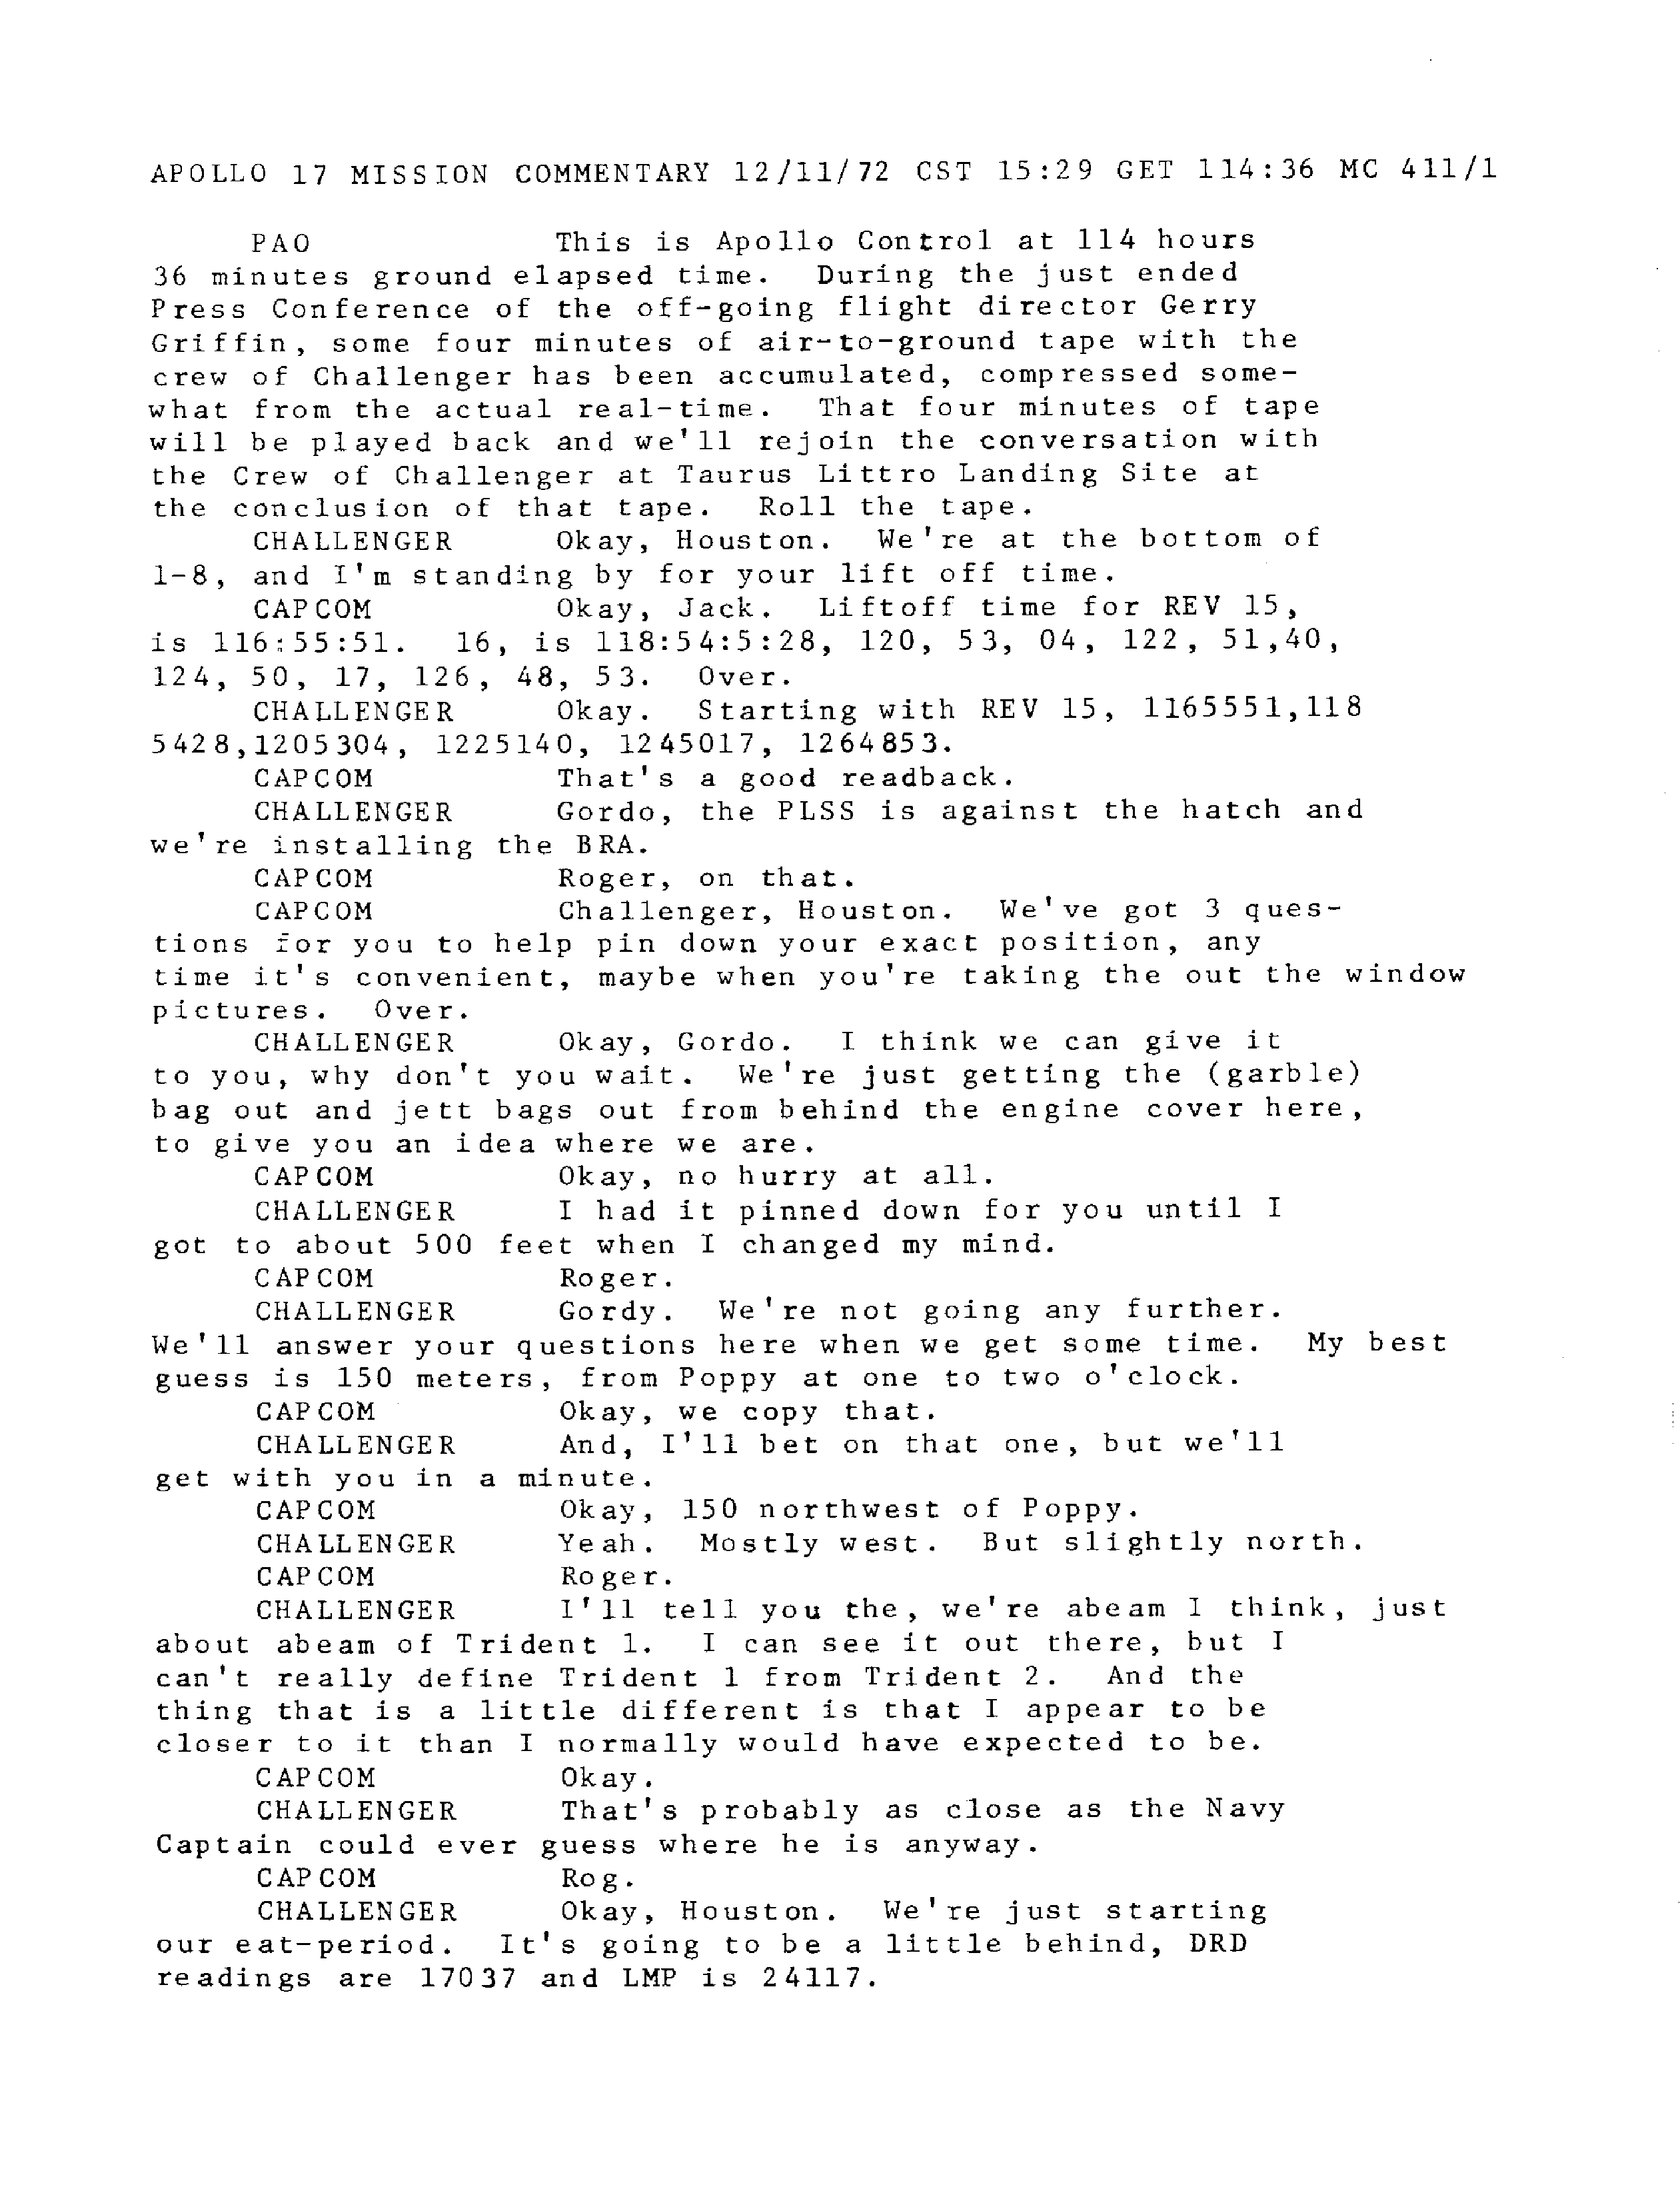 APOLLO 17 MISSION COMMENTARY 12/11/72 CST 15:29 GET 114:36 MC 411/1
PAO This is Apollo Control at 114 hours
36 minutes ground elapsed time. During the just ended
Press Conference of the off-going flight director Gerry
Griffin, some four minutes of air-to-ground tape with the
crew of Challenger has been accumulated, compressed some-
what from the actual real-time. That four minutes of tape
will be played back and we'll rejoin the conversation with
the Crew of Challenger at Taurus Littro Landing Site at
the conclusion of that tape. Roll the tape.
CHALLENGER Okay, Houston. We're at the bottom of
1-8, and I'm standing by for your lift off time.
CAPCOM Okay, Jack. Liftoff time for REV 15,
is 116:55:51. 16, is 118:54:5:28, 120, 53, 04, 122, 51,40,
124, 50, 17, 126, 48, 53. Over.
CHALLENGER Okay. Starting with REV 15, 1165551,118
5428,1205304, 1225140, 1245017, 1264853.
CAPCOM That's a good readback.
CHALLENGER Gordo, the PLSS is against the hatch and
we're installing the BRA.
CAPCOM Roger, on that.
CAPCOM Challenger, Houston. We've got 3 ques-
tions for you to help pin down your exact position, any
time it's convenient, maybe when you're taking the out the window
pictures. Over.
CHALLENGER Okay, Gordo. I think we can give it
to you, why don't you wait. We're just getting the (garble)
bag out and jett bags out from behind the engine cover here,
to give you an idea where we are.
CAPCOM Okay, no hurry at all.
CHALLENGER I had it pinned down for you until I
got to about 500 feet when I changed my mind.
CAPCOM Roger.
CHALLENGER Gordy. We're not going any further.
We'll answer your questions here when we get some time. My best
guess is 150 meters, from Poppy at one to two o'clock.
CAPCOM Okay, we copy that.
CHALLENGER And, I'll bet on that one, but we'll
get with you in a minute.
CAPCOM Okay, 150 northwest of Poppy.
CHALLENGER Yeah. Mostly west. But slightly north.
CAPCOM Roger.
CHALLENGER I'll tell you the, we're abeam I think, just
about abeam of Trident 1. I can see it out there, but I
can't really define Trident 1 from Trident 2. And the
thing that is a little different is that I appear to be
closer to it than I normally would have expected to be.
CAPCOM Okay.
CHALLENGER That's probably as close as the Navy
Captain could ever guess where he is anyway.
CAPCOM Rog.
CHALLENGER Okay, Houston. We're just starting
our eat-period. It's going to be a little behind, DRD
readings are 17037 and LMP is 24117.